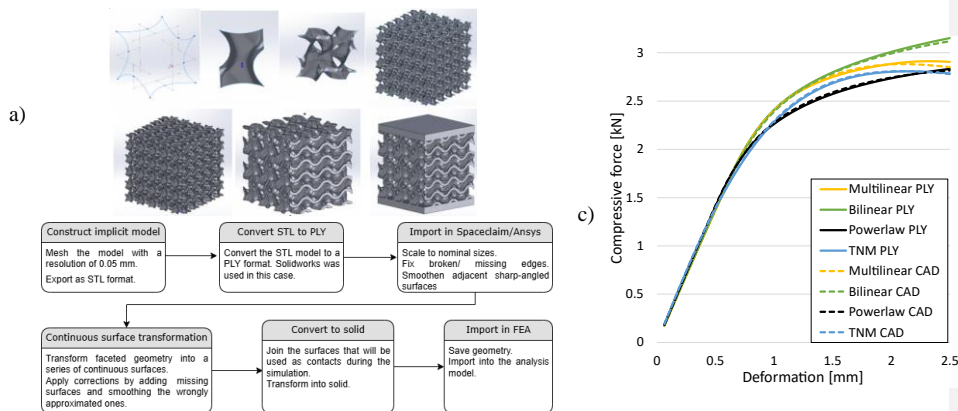 a)
Construct implicit model
Mesh the model with a
resolution of 0.05 mm.
Export as STL format.
Convert STL to PLY
Convert the STL model to a
PLY format. Solidworks was
used in this case.
Import in Spaceclaim/Ansys
Scale to nominal sizes.
Fix broken/ missing edges.
Smoothen adjacent sharp-angled
surfaces
Continuous surface transformation
Transform faceted geometry into a
series of continuous surfaces.
Apply corrections by adding missing
surfaces and smoothing the wrongly
approximated ones.
Convert to solid
Join the surfaces that will be
used as contacts during the
simulation.
Transform into solid.
Import in FEA
Save geometry.
Import into the analysis
model.
c)
Compressive force [kN]
3.5
3
2.5
2
1.5
1
0.5
0
0 0.5 1 1.5 2 2.5
Deformation [mm]
Multilinear PLY
Bilinear PLY
Powerlaw PLY
TNM PLY
Multilinear CAD
Bilinear CAD
Powerlaw CAD
TNM CAD